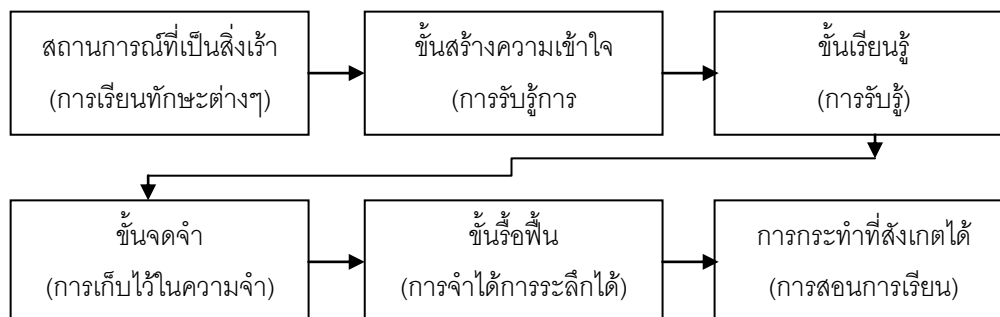 สถานการณ์ที่เป็นสิ่งเร้า
(การเรียนทักษะต่างๆ)
ขั้นสร้างความเข้าใจ
(การรับรู้การ
ขั้นเรียนรู้
(การรับรู้)
ขั้นจดจำ
(การเก็บไว้ในความจำ)
ขั้นรื้อฟื้น
(การจำได้การระลึกได้)
การกระทำที่สังเกตได้
(การสอนการเรียน)